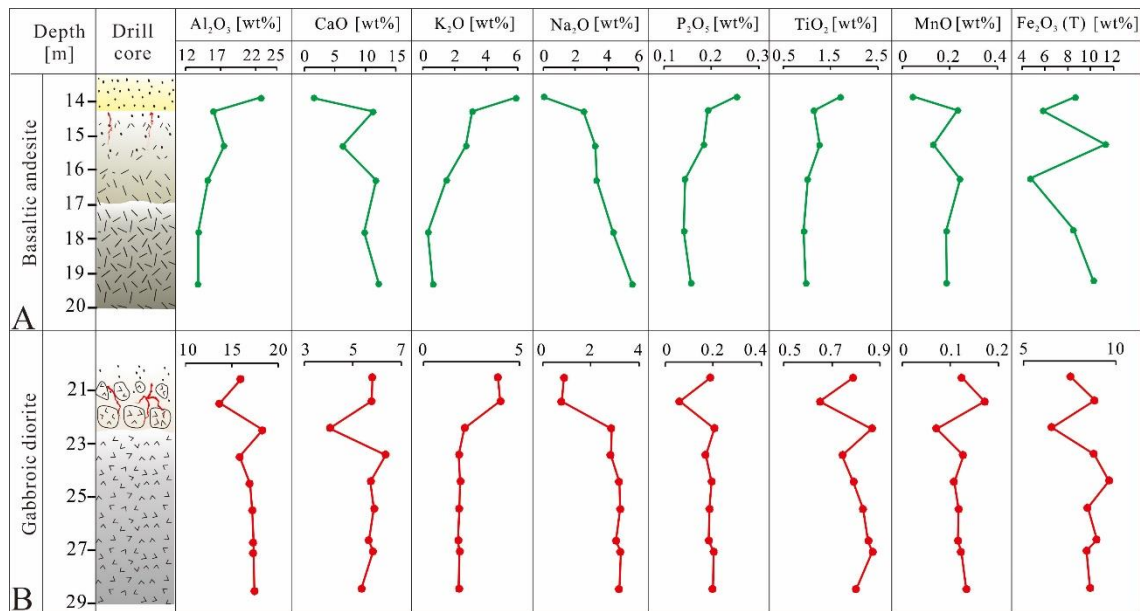 Depth [m]
Drill core
Al₂O₃ [wt%]
CaO [wt%]
K₂O [wt%]
Na₂O [wt%]
P₂O₅ [wt%]
TiO₂ [wt%]
MnO [wt%]
Fe₂O₃ (T) [wt%]
12 17 22 25
0 5 10 15
0 2 4 6
0 2 4 6
0.1 0.2 0.3
1.0 1.5 2.5
0 0.2 0.4
4 6 8 10 12
Basaltic andesite
14
15
16
17
18
19
20
A
10 15 20
3 5 7
0 5
0 2 4
0 0.2 0.4
0.5 0.7 0.9
0 0.1 0.2
5 10
Gabbroic diorite
21
23
24
25
27
29
B